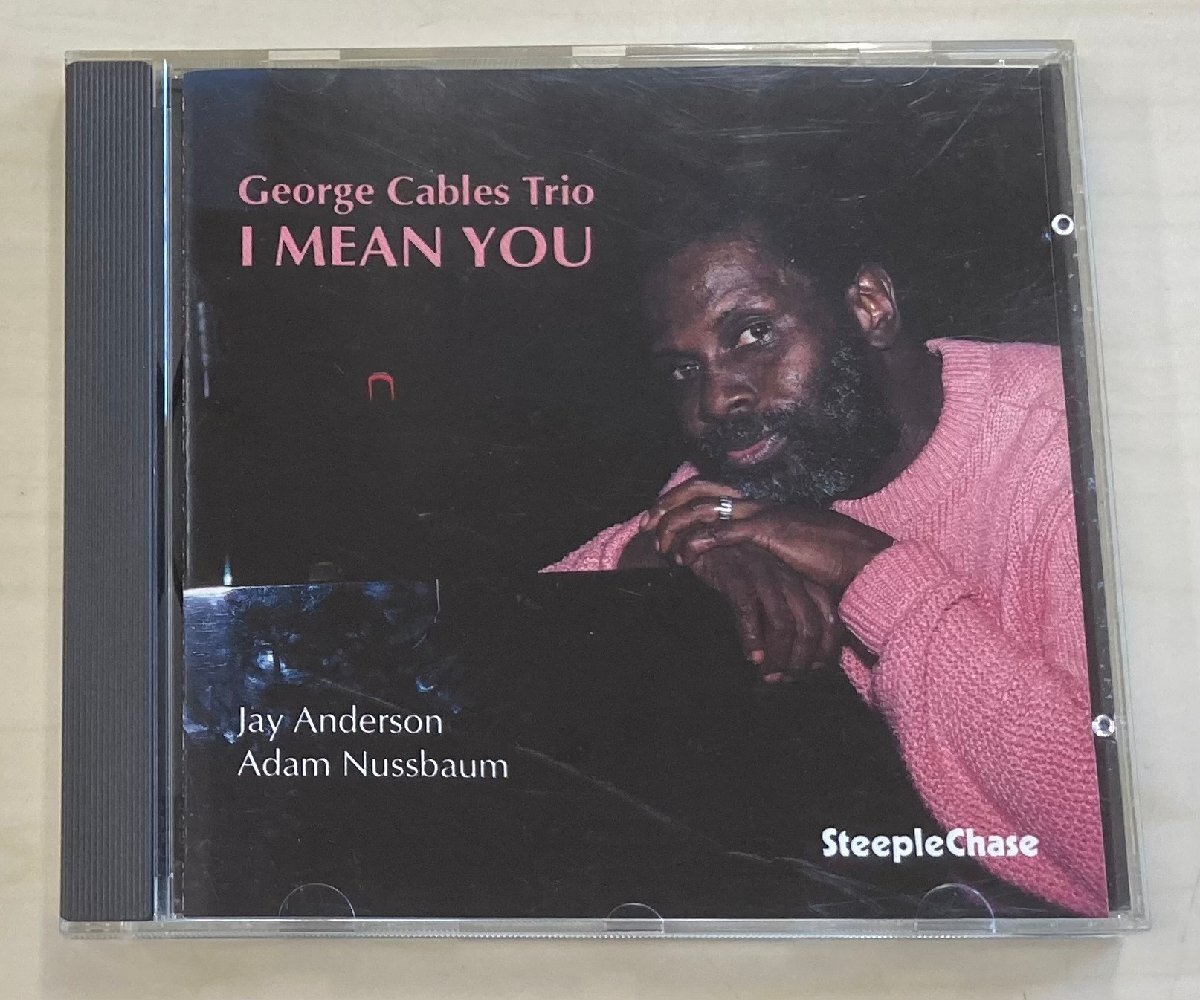 George Cables Trio
I MEAN YOU
Jay Anderson
Adam Nussbaum
SteepleChase